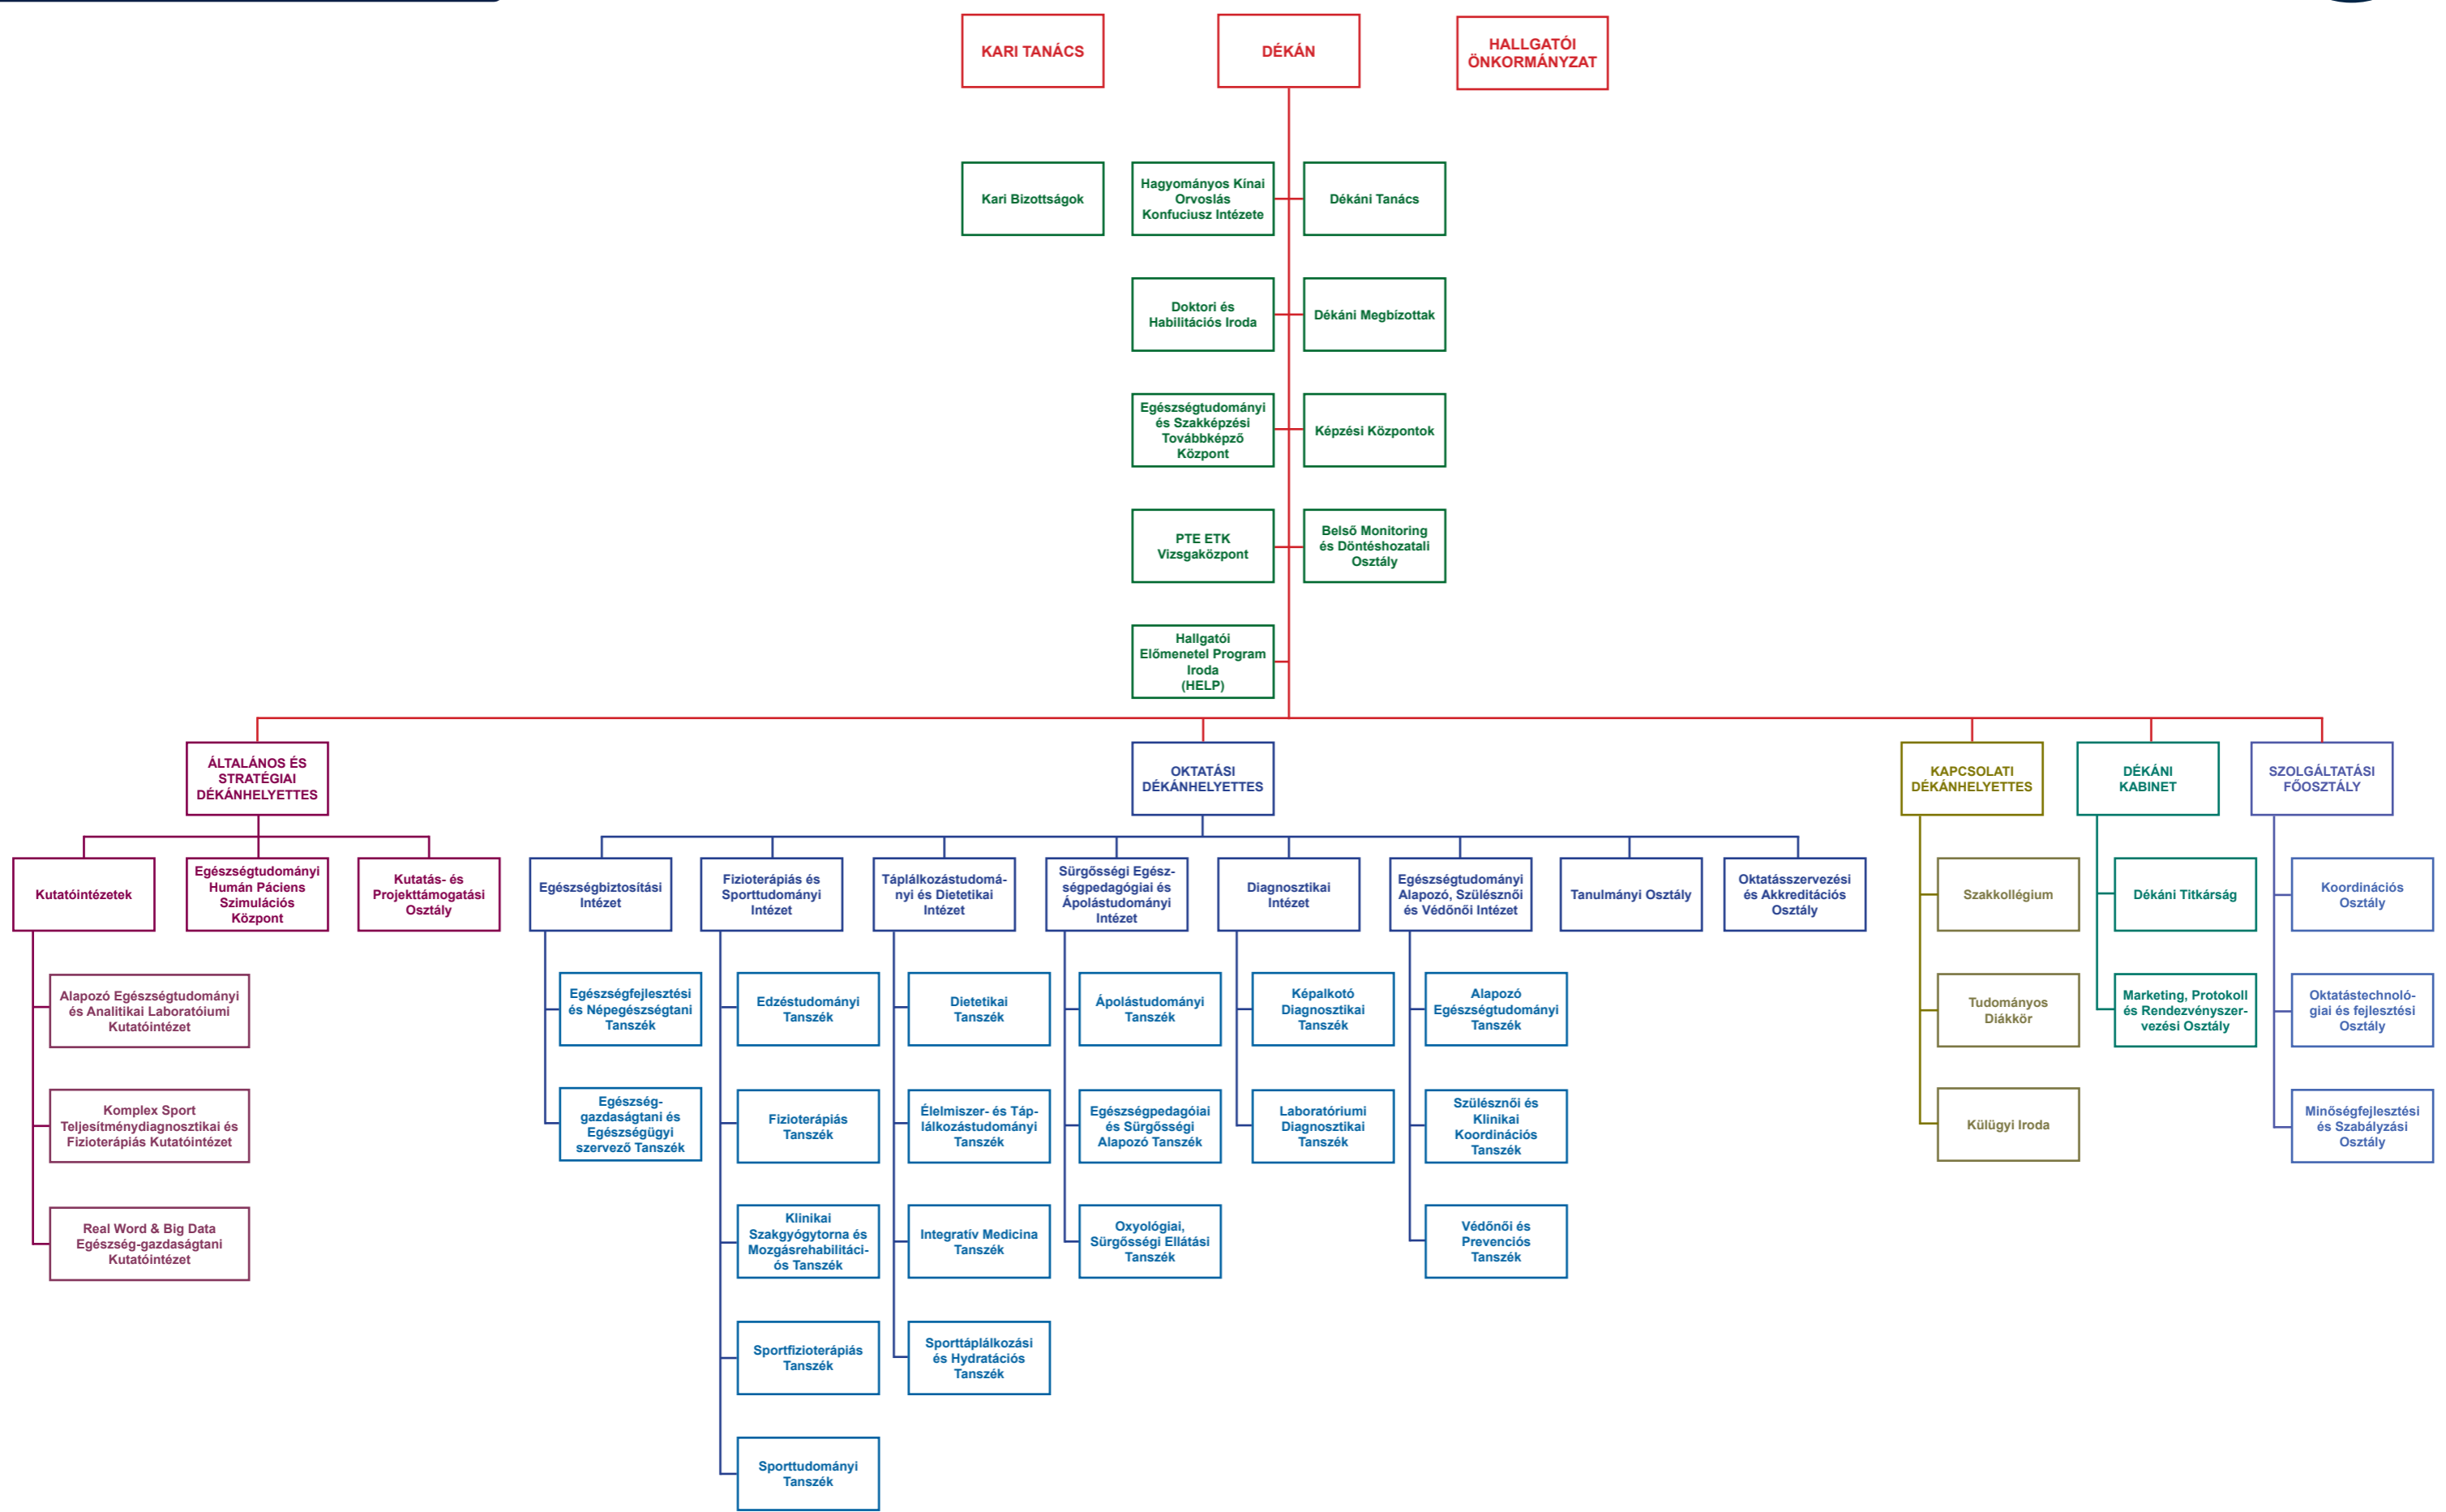 KARI TANÁCS
DÉKÁN
HALLGATÓI
ÖNKORMÁNYZAT
Kari Bizottságok
Hagyományos Kínai
Orvoslás
Konfuciusz Intézete
Dékáni Tanács
Doktori és
Habilitációs Iroda
Dékáni Megbízottak
Egészségtudományi
és Szakképzési
Továbbképző
Központ
Képzési Központok
PTE ETK
Vizsgaközpont
Belső Monitoring
és Döntéshozatali
Osztály
Hallgatói
Előmenetel Program
Iroda
(HELP)
ÁLTALÁNOS ÉS
STRATÉGIAI
DÉKÁNHELYETTES
OKTATÁSI
DÉKÁNHELYETTES
KAPCSOLATI
DÉKÁNHELYETTES
DÉKÁNI
KABINET
SZOLGÁLTATÁSI
FŐOSZTÁLY
Kutatóintézetek
Egészségtudományi
Humán Páciens
Szimulációs
Központ
Kutatás- és
Projekttámogatási
Osztály
Egészségbiztosítási
Intézet
Fizioterápiás és
Sporttudományi
Intézet
Táplálkozástudomá-
nyi és Dietetikai
Intézet
Sürgősségi Egész-
ségpedagógiai és
Ápolástudományi
Intézet
Diagnosztikai
Intézet
Egészségtudományi
Alapozó, Szülésznői
és Védőnői Intézet
Tanulmányi Osztály
Oktatásszervezési
és Akkreditációs
Osztály
Szakkollégium
Dékáni Titkárság
Koordinációs
Osztály
Alapozó Egészségtudományi
és Analitikai Laboratóiumi
Kutatóintézet
Egészségfejlesztési
és Népegészségtani
Tanszék
Edzéstudományi
Tanszék
Dietetikai
Tanszék
Ápolástudományi
Tanszék
Képalkotó
Diagnosztikai
Tanszék
Alapozó
Egészségtudományi
Tanszék
Tudományos
Diákkör
Marketing, Protokoll
és Rendezvényszer-
vezési Osztály
Oktatástechnoló-
giai és fejlesztési
Osztály
Komplex Sport
Teljesítménydiagnosztikai és
Fizioterápiás Kutatóintézet
Egészség-
gazdaságtani és
Egészségügyi
szervező Tanszék
Fizioterápiás
Tanszék
Élelmiszer- és Táp-
lálkozástudományi
Tanszék
Egészségpedagóiai
és Sürgősségi
Alapozó Tanszék
Laboratóriumi
Diagnosztikai
Tanszék
Szülésznői és
Klinikai
Koordinációs
Tanszék
Külügyi Iroda
Minőségfejlesztési
és Szabályzási
Osztály
Real Word & Big Data
Egészség-gazdaságtani
Kutatóintézet
Klinikai
Szakgyógytorna és
Mozgásrehabilitáci-
ós Tanszék
Integratív Medicina
Tanszék
Oxyológiai,
Sürgősségi Ellátási
Tanszék
Védőnői és
Prevenciós
Tanszék
Sportfizioterápiás
Tanszék
Sporttáplálkozási
és Hydratációs
Tanszék
Sporttudományi
Tanszék